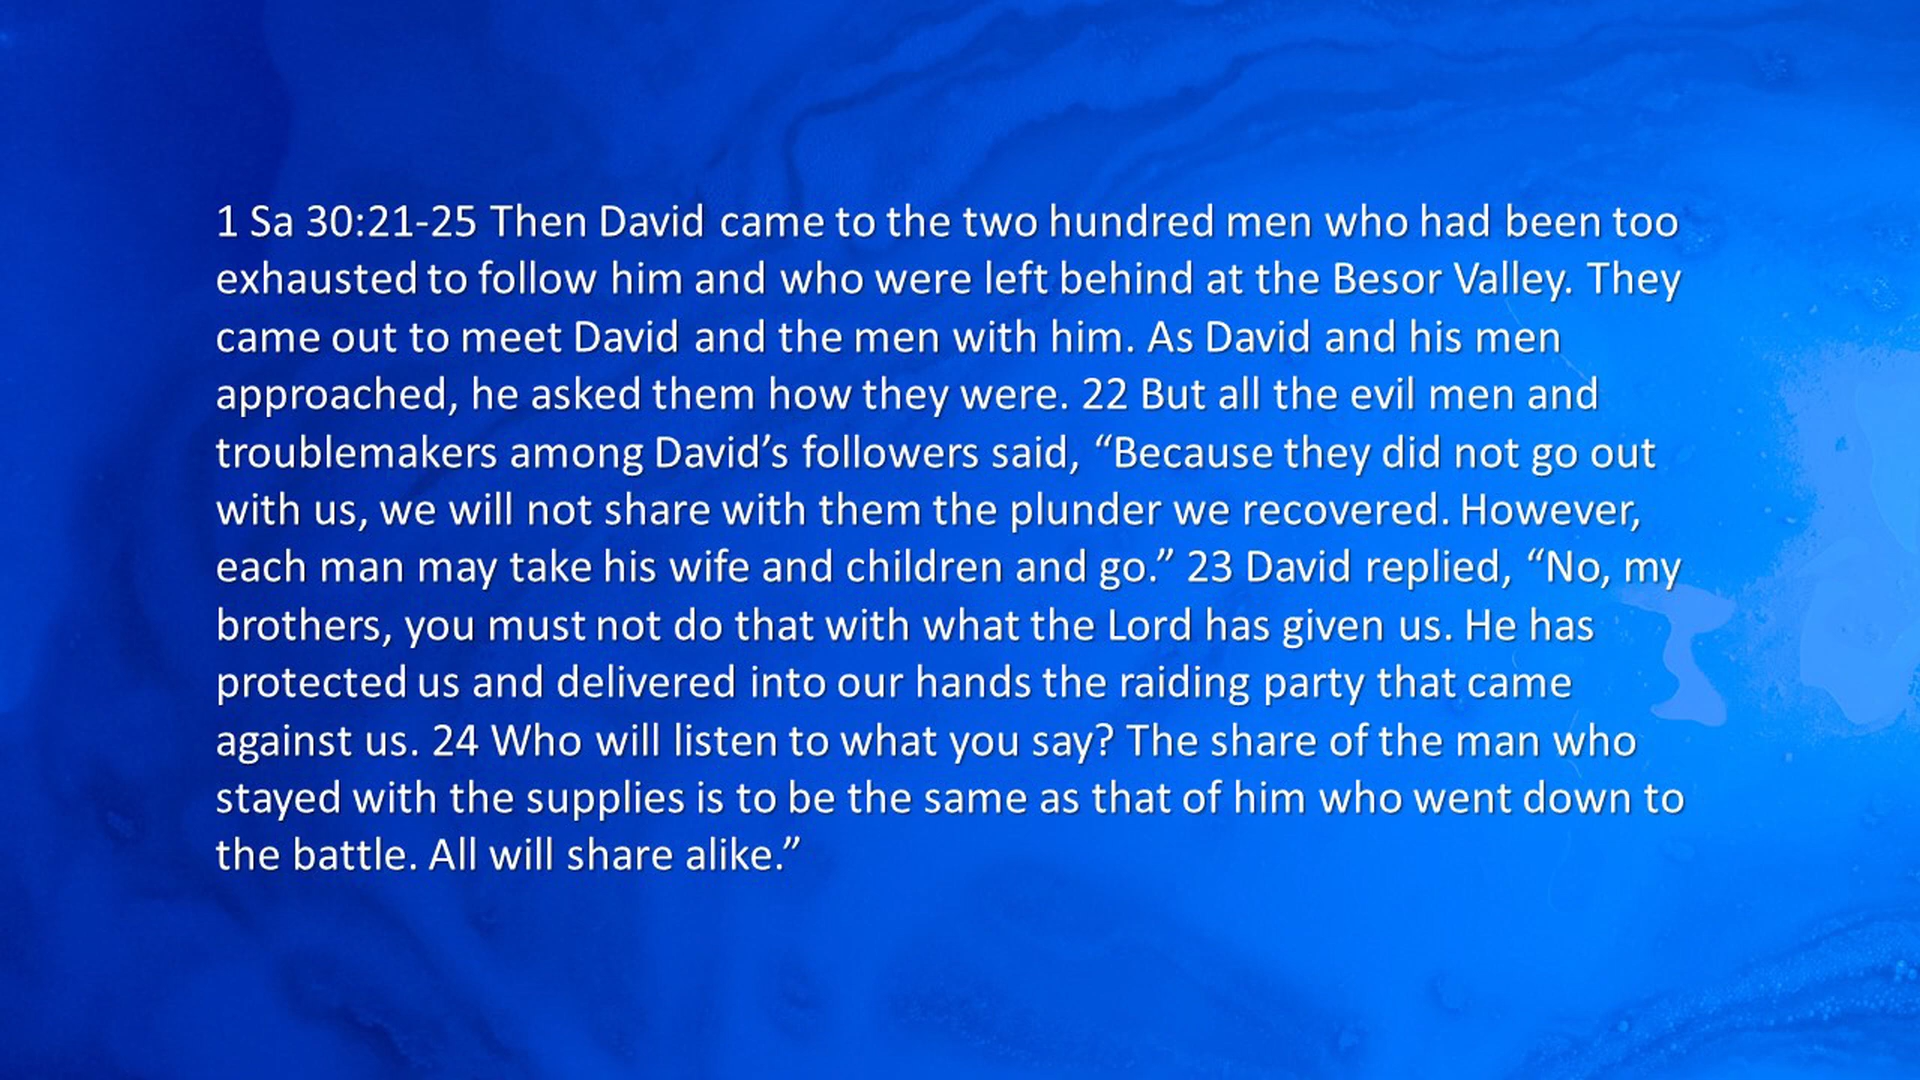 1 Sa 30:21-25 Then David came to the two hundred men who had been too
exhausted to follow him and who were left behind at the Besor Valley. They
came out to meet David and the men with him. As David and his men
approached, he asked them how they were. 22 But all the evil men and
troublemakers among David’s followers said, “Because they did not go out
with us, we will not share with them the plunder we recovered. However,
each man may take his wife and children and go.” 23 David replied, “No, my
brothers, you must not do that with what the Lord has given us. He has
protected us and delivered into our hands the raiding party that came
against us. 24 Who will listen to what you say? The share of the man who
stayed with the supplies is to be the same as that of him who went down to
the battle. All will share alike.”